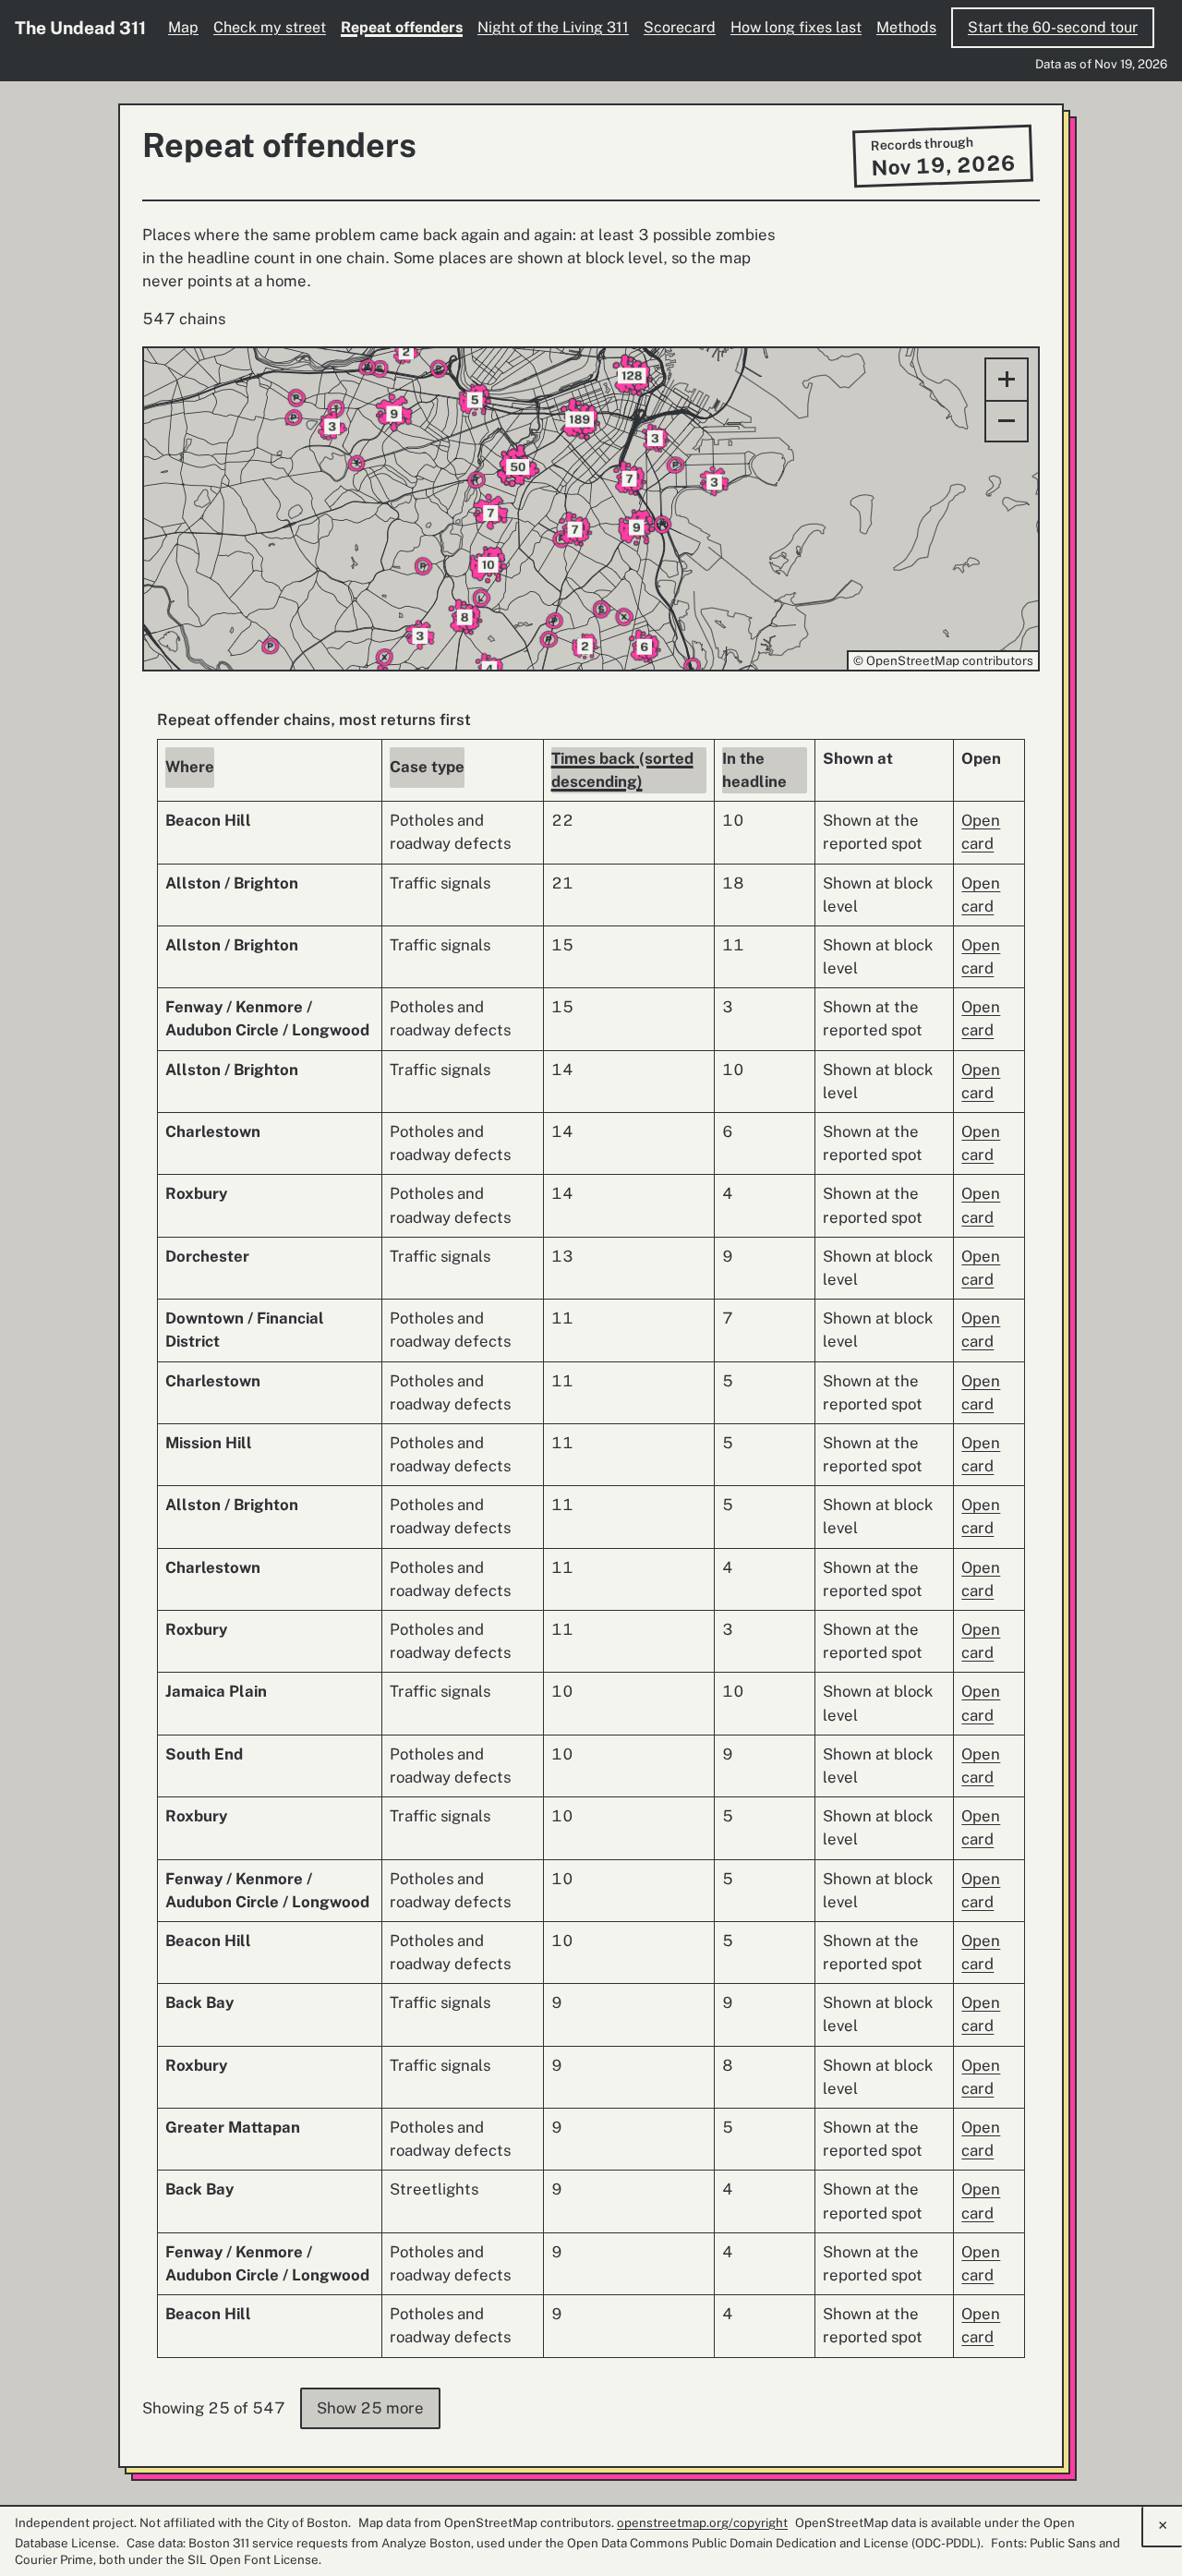 The Undead 311 Map Check my street Repeat offenders Night of the Living 311 Scorecard How long fixes last Methods Start the 60-second tour
Data as of Nov 19, 2026
Repeat offenders
Records through
Nov 19, 2026
Places where the same problem came back again and again: at least 3 possible zombies
in the headline count in one chain. Some places are shown at block level, so the map
never points at a home.
547 chains
2
128
+
5
9
189
3
3
−
50
7
3
7
7
9
10
8
3
2
6
© OpenStreetMap contributors
Repeat offender chains, most returns first
Where Case type Times back (sorted descending) In the headline Shown at Open
Beacon Hill Potholes and roadway defects 22 10 Shown at the reported spot Open card
Allston / Brighton Traffic signals 21 18 Shown at block level Open card
Allston / Brighton Traffic signals 15 11 Shown at block level Open card
Fenway / Kenmore / Audubon Circle / Longwood Potholes and roadway defects 15 3 Shown at the reported spot Open card
Allston / Brighton Traffic signals 14 10 Shown at block level Open card
Charlestown Potholes and roadway defects 14 6 Shown at the reported spot Open card
Roxbury Potholes and roadway defects 14 4 Shown at the reported spot Open card
Dorchester Traffic signals 13 9 Shown at block level Open card
Downtown / Financial District Potholes and roadway defects 11 7 Shown at block level Open card
Charlestown Potholes and roadway defects 11 5 Shown at the reported spot Open card
Mission Hill Potholes and roadway defects 11 5 Shown at the reported spot Open card
Allston / Brighton Potholes and roadway defects 11 5 Shown at block level Open card
Charlestown Potholes and roadway defects 11 4 Shown at the reported spot Open card
Roxbury Potholes and roadway defects 11 3 Shown at the reported spot Open card
Jamaica Plain Traffic signals 10 10 Shown at block level Open card
South End Potholes and roadway defects 10 9 Shown at block level Open card
Roxbury Traffic signals 10 5 Shown at block level Open card
Fenway / Kenmore / Audubon Circle / Longwood Potholes and roadway defects 10 5 Shown at block level Open card
Beacon Hill Potholes and roadway defects 10 5 Shown at the reported spot Open card
Back Bay Traffic signals 9 9 Shown at block level Open card
Roxbury Traffic signals 9 8 Shown at block level Open card
Greater Mattapan Potholes and roadway defects 9 5 Shown at the reported spot Open card
Back Bay Streetlights 9 4 Shown at the reported spot Open card
Fenway / Kenmore / Audubon Circle / Longwood Potholes and roadway defects 9 4 Shown at the reported spot Open card
Beacon Hill Potholes and roadway defects 9 4 Shown at the reported spot Open card
Showing 25 of 547 Show 25 more
Independent project. Not affiliated with the City of Boston. Map data from OpenStreetMap contributors. openstreetmap.org/copyright OpenStreetMap data is available under the Open
Database License. Case data: Boston 311 service requests from Analyze Boston, used under the Open Data Commons Public Domain Dedication and License (ODC-PDDL). Fonts: Public Sans and
Courier Prime, both under the SIL Open Font License.
×